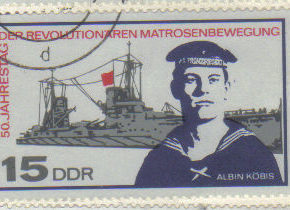 50. JAHRESTAG DER REVOLUTIONÄREN MATROSENBEWEGUNG
d
15 DDR
ALBIN KÖBIS